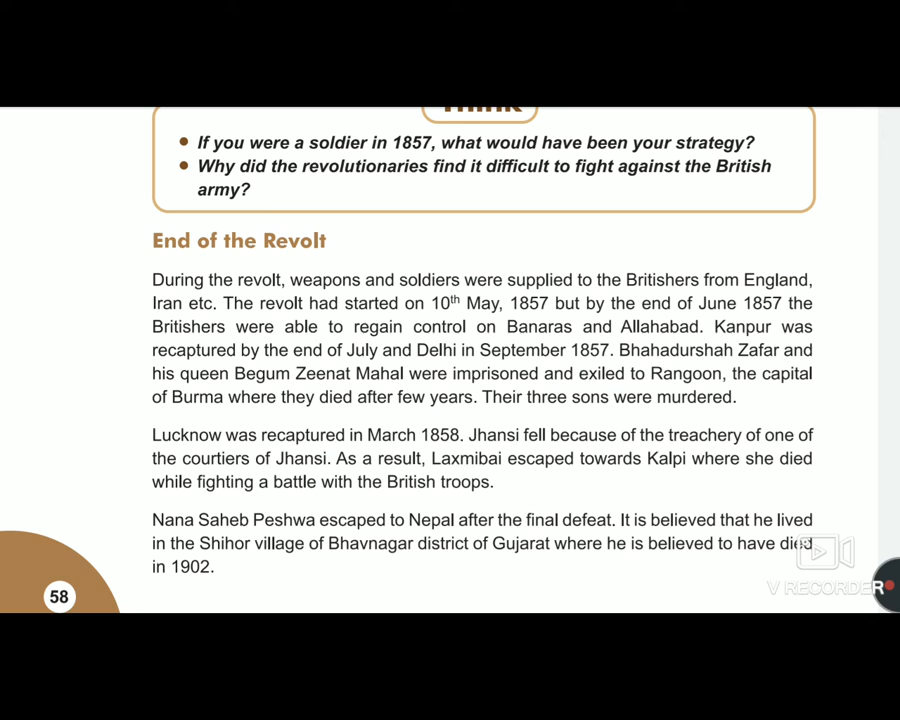 Think
• If you were a soldier in 1857, what would have been your strategy?
• Why did the revolutionaries find it difficult to fight against the British
army?
End of the Revolt
During the revolt, weapons and soldiers were supplied to the Britishers from England,
Iran etc. The revolt had started on 10th May, 1857 but by the end of June 1857 the
Britishers were able to regain control on Banaras and Allahabad. Kanpur was
recaptured by the end of July and Delhi in September 1857. Bhahadurshah Zafar and
his queen Begum Zeenat Mahal were imprisoned and exiled to Rangoon, the capital
of Burma where they died after few years. Their three sons were murdered.
Lucknow was recaptured in March 1858. Jhansi fell because of the treachery of one of
the courtiers of Jhansi. As a result, Laxmibai escaped towards Kalpi where she died
while fighting a battle with the British troops.
Nana Saheb Peshwa escaped to Nepal after the final defeat. It is believed that he lived
in the Shihor village of Bhavnagar district of Gujarat where he is believed to have died
in 1902.
V RECORDER
58